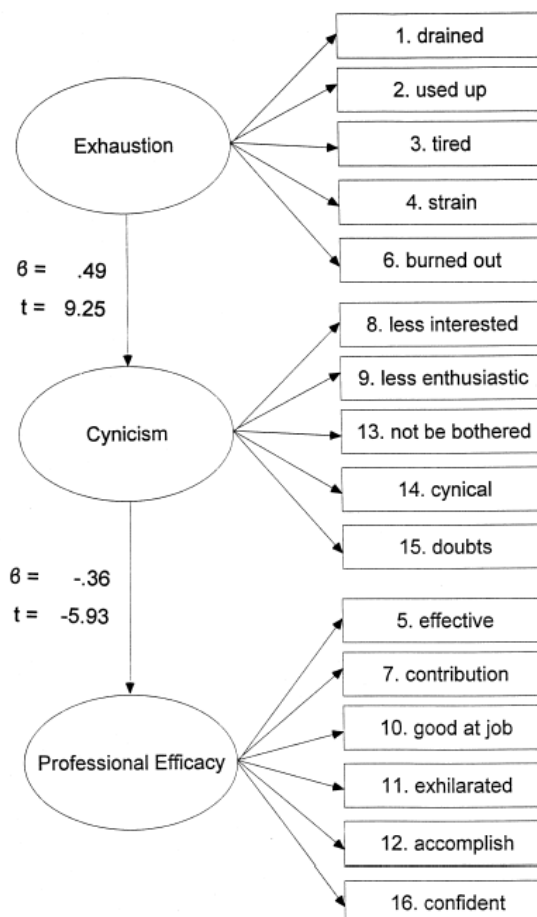 1. drained
2. used up
Exhaustion
3. tired
4. strain
6. burned out
β = .49
t = 9.25
8. less interested
9. less enthusiastic
Cynicism
13. not be bothered
14. cynical
15. doubts
β = -.36
t = -5.93
5. effective
7. contribution
10. good at job
Professional Efficacy
11. exhilarated
12. accomplish
16. confident